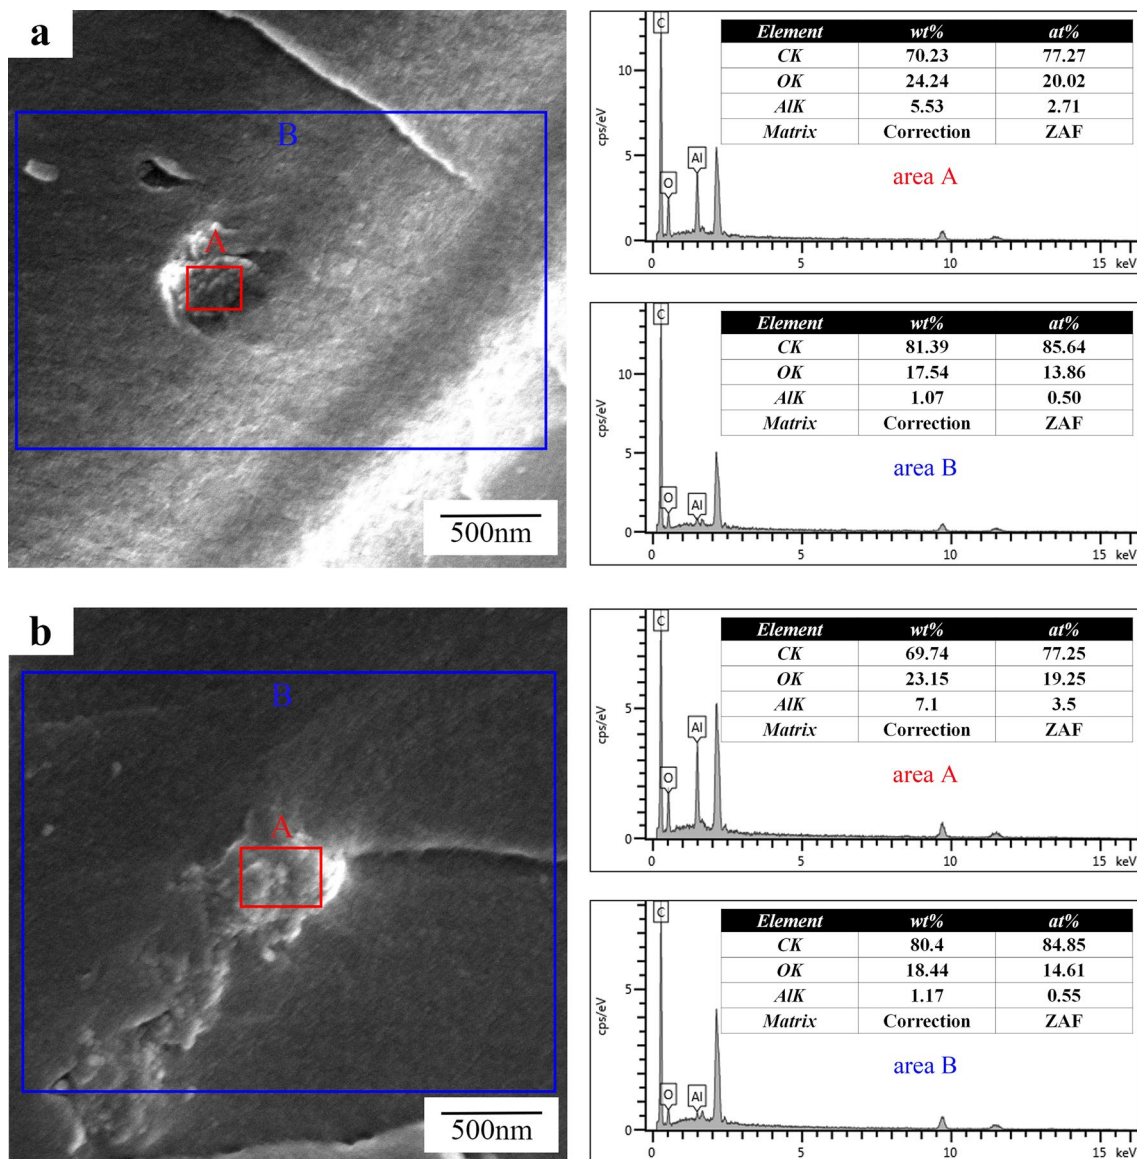 a
B
A
500nm
C
O
Al
Element wt% at%
CK 70.23 77.27
OK 24.24 20.02
AlK 5.53 2.71
Matrix Correction ZAF
area A
cps/eV
10
5
0
0 5 10 15 keV
C
O
Al
Element wt% at%
CK 81.39 85.64
OK 17.54 13.86
AlK 1.07 0.50
Matrix Correction ZAF
area B
cps/eV
10
5
0
0 5 10 15 keV
b
B
A
500nm
C
O
Al
Element wt% at%
CK 69.74 77.25
OK 23.15 19.25
AlK 7.1 3.5
Matrix Correction ZAF
area A
cps/eV
5
0
0 5 10 15 keV
C
O
Al
Element wt% at%
CK 80.4 84.85
OK 18.44 14.61
AlK 1.17 0.55
Matrix Correction ZAF
area B
cps/eV
5
0
0 5 10 15 keV